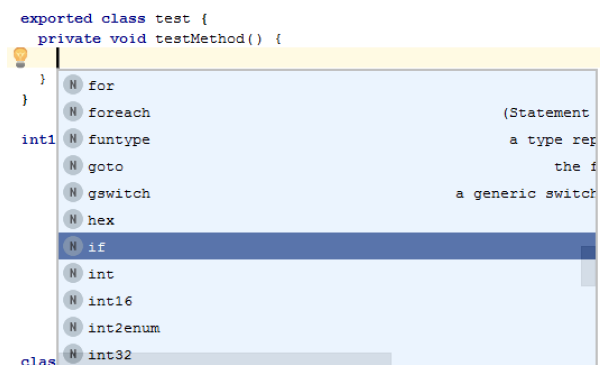 exported class test {
private void testMethod() {
}
}
int1
clas
N for
N foreach (Statement
N funtype a type rep
N goto the f
N gswitch a generic switch
N hex
N if
N int
N int16
N int2enum
N int32